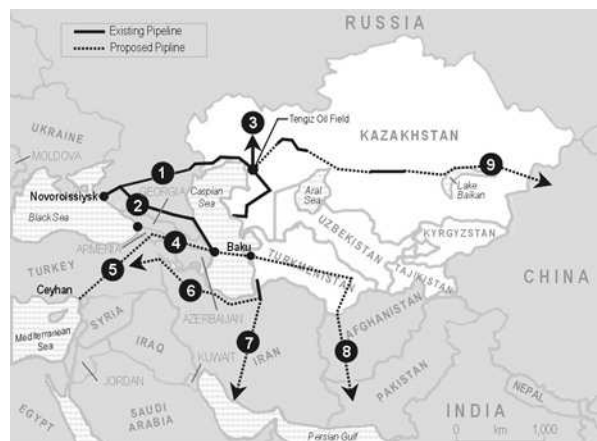 RUSSIA
Existing Pipeline
Proposed Pipline
3
Tengiz Oil Field
UKRAINE
MOLDOVA
KAZAKHSTAN
1
9
Novoroissiysk
GEORGIA
Caspian
Sea
Aral
Sea
Lake
Balkan
2
Black Sea
UZBEKISTAN
KYRGYZSTAN
ARMENIA
4
Baku
TURKMENISTAN
TAJIKISTAN
TURKEY
5
CHINA
Ceyhan
6
AZERBAIJAN
AFGHANISTAN
Mediterranean
Sea
SYRIA
IRAQ
KUWAIT
7
IRAN
8
PAKISTAN
JORDAN
NEPAL
EGYPT
SAUDI
ARABIA
INDIA
Persian Gulf
0 km 1,000